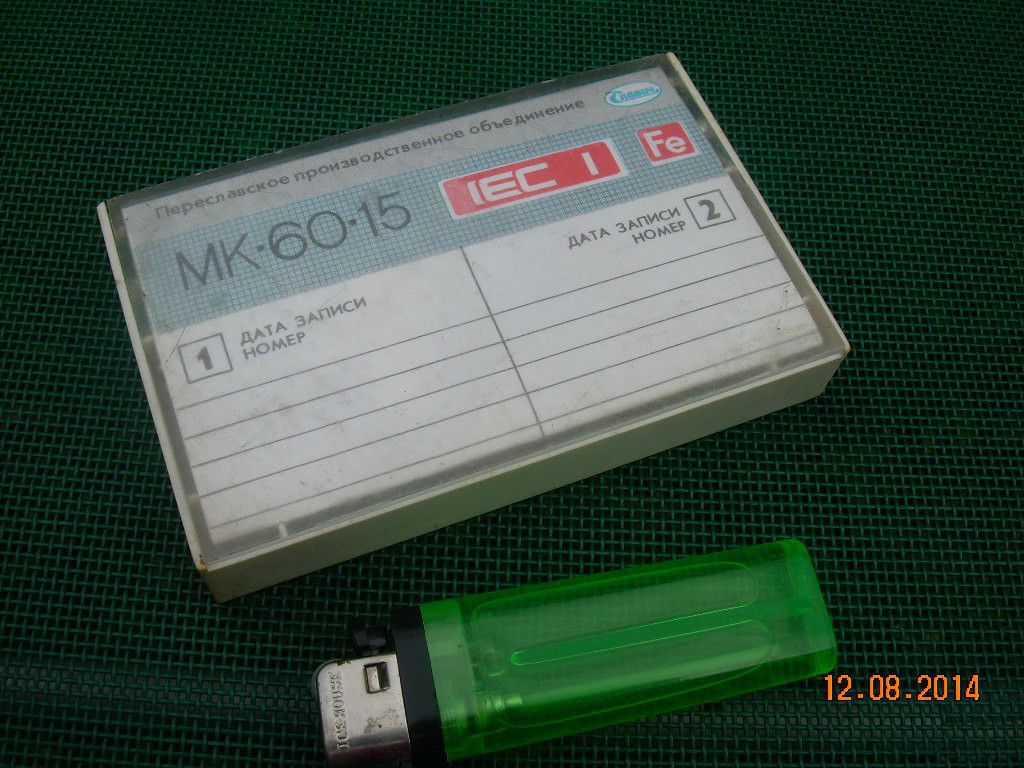 Славич
Переславское производственное объединение
МК·60·15 IEC I Fe
1 ДАТА ЗАПИСИ
НОМЕР
ДАТА ЗАПИСИ 2
НОМЕР
12.08.2014